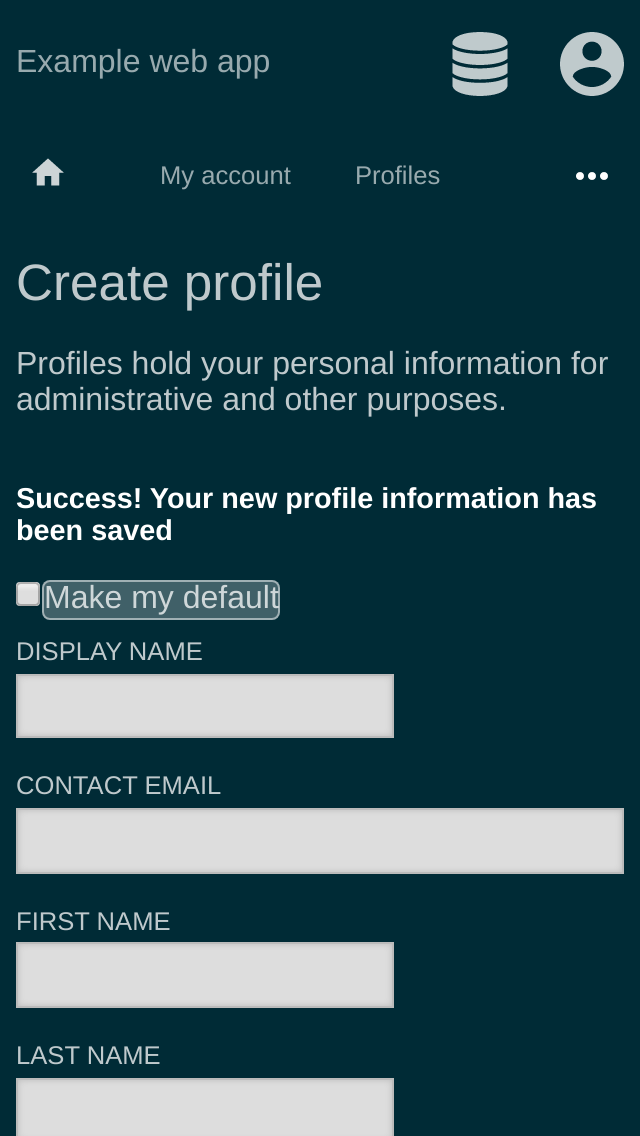 Example web app
My account
Profiles
Create profile
Profiles hold your personal information for
administrative and other purposes.
Success! Your new profile information has
been saved
Make my default
DISPLAY NAME
CONTACT EMAIL
FIRST NAME
LAST NAME